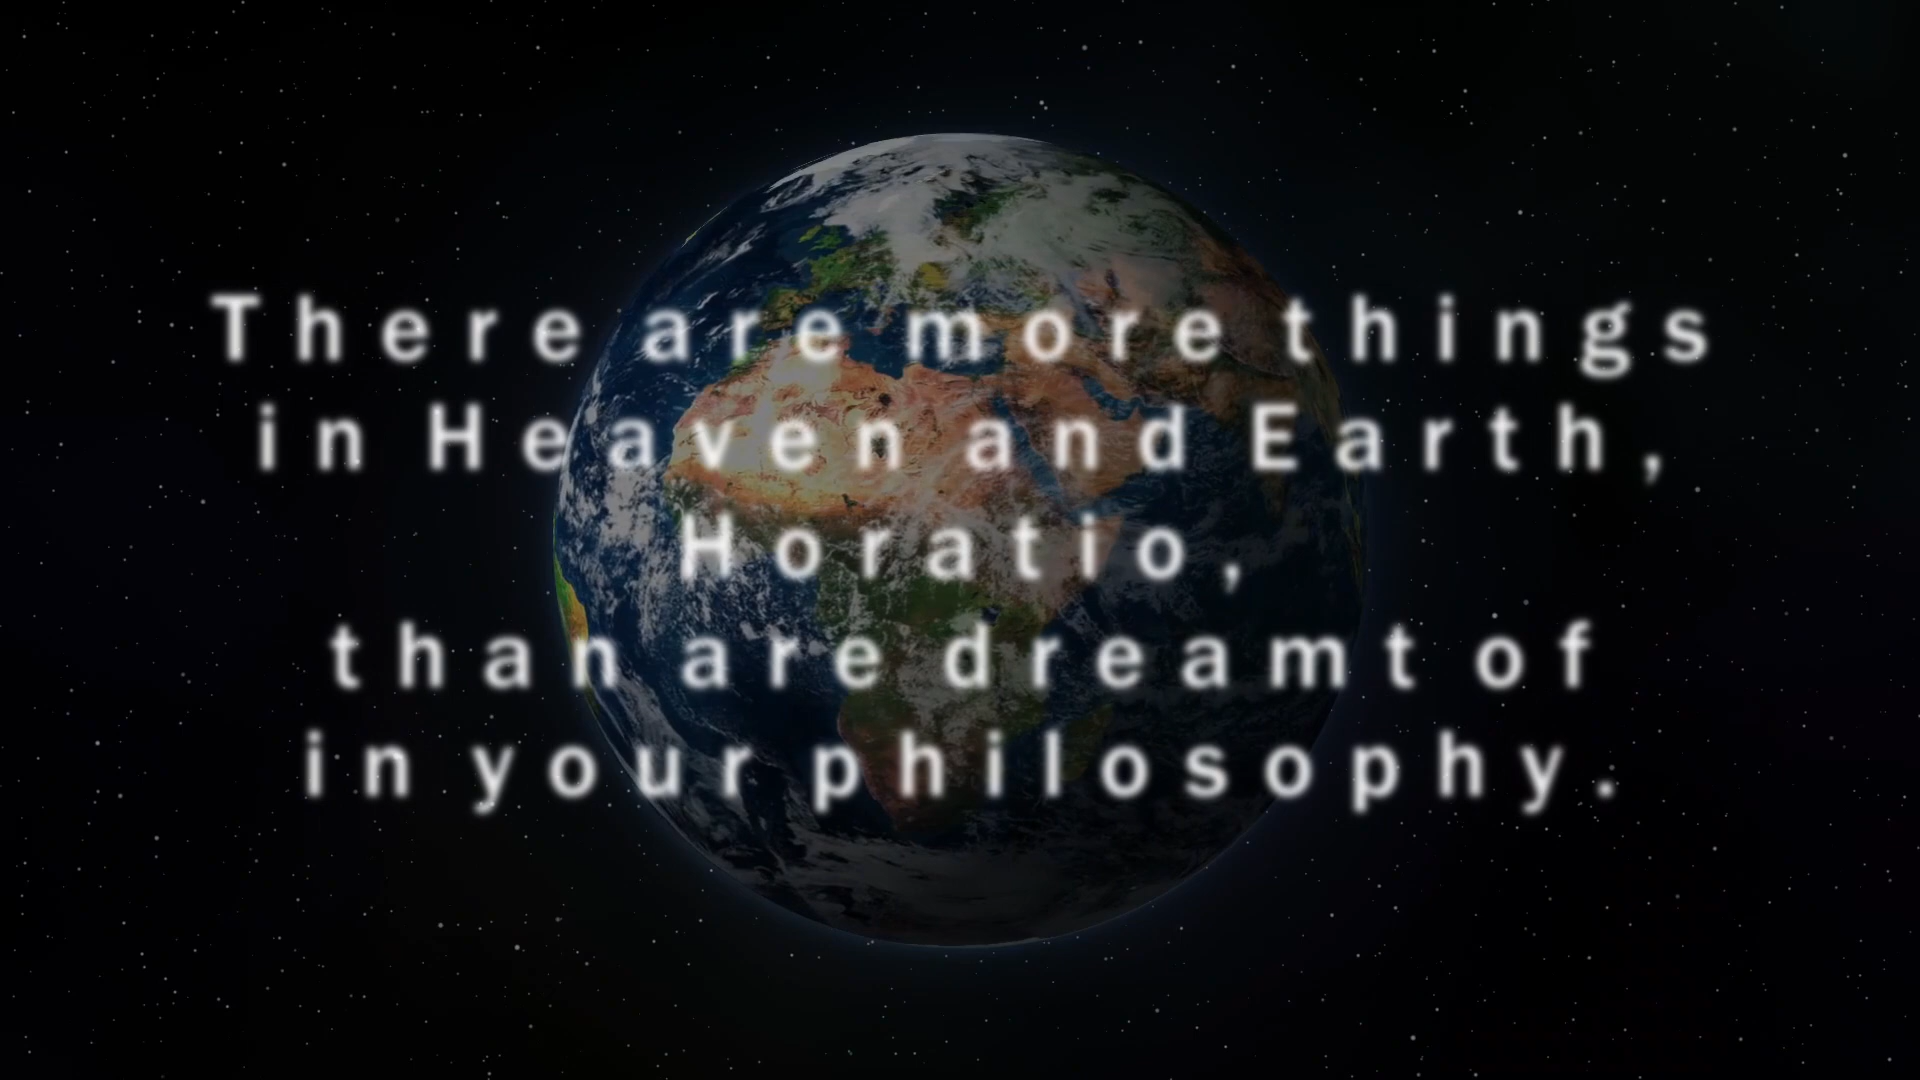 There are more things
in Heaven and Earth,
Horatio,
than are dreamt of
in your philosophy.